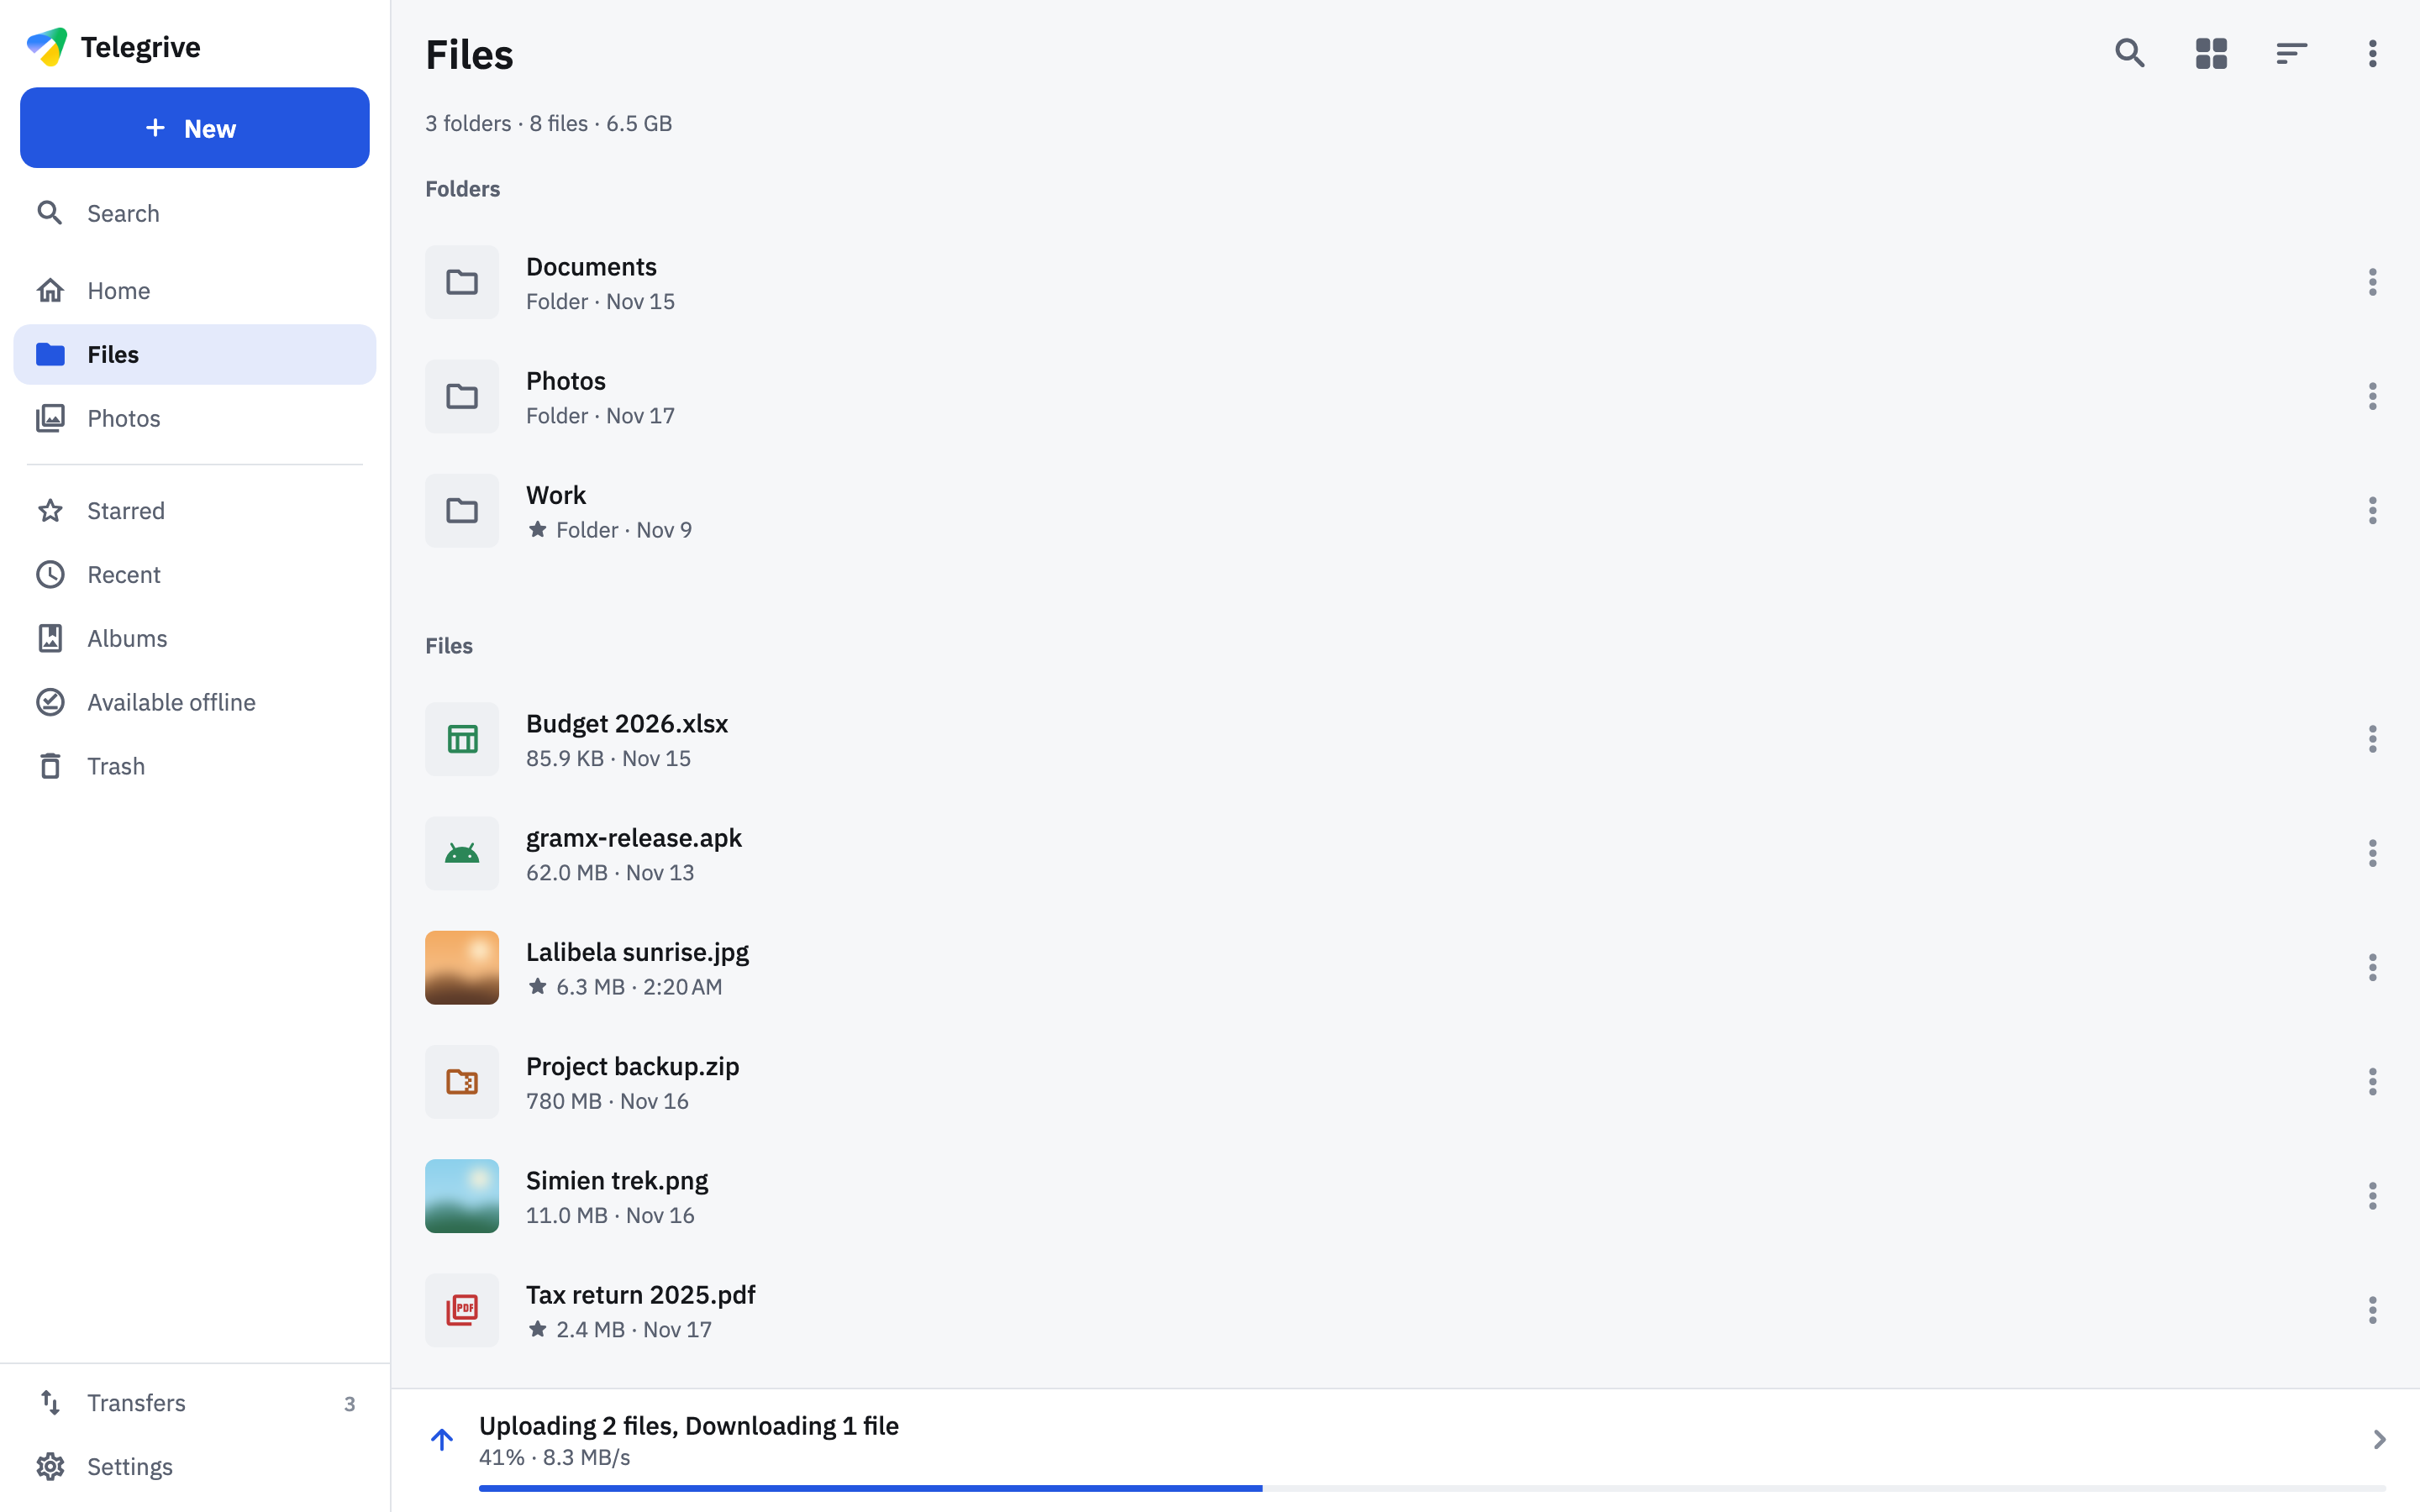 Telegrive
+ New
Search
Home
Files
Photos
Starred
Recent
Albums
Available offline
Trash
Transfers 3
Settings
Files
3 folders · 8 files · 6.5 GB
Folders
Documents
Folder · Nov 15
Photos
Folder · Nov 17
Work
★ Folder · Nov 9
Files
Budget 2026.xlsx
85.9 KB · Nov 15
gramx-release.apk
62.0 MB · Nov 13
Lalibela sunrise.jpg
★ 6.3 MB · 2:20 AM
Project backup.zip
780 MB · Nov 16
Simien trek.png
11.0 MB · Nov 16
PDF
Tax return 2025.pdf
★ 2.4 MB · Nov 17
Uploading 2 files, Downloading 1 file
41% · 8.3 MB/s